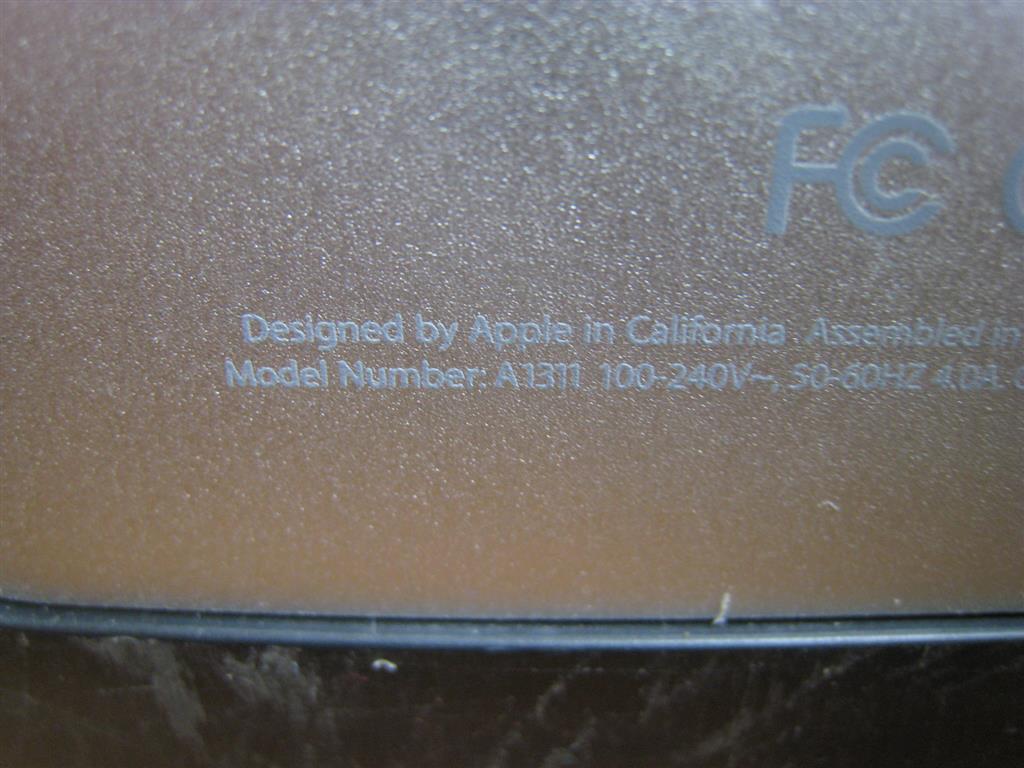 FC
Designed by Apple in California Assembled in
Model Number: A1311 100-240V~, 50-60HZ 4.0A.